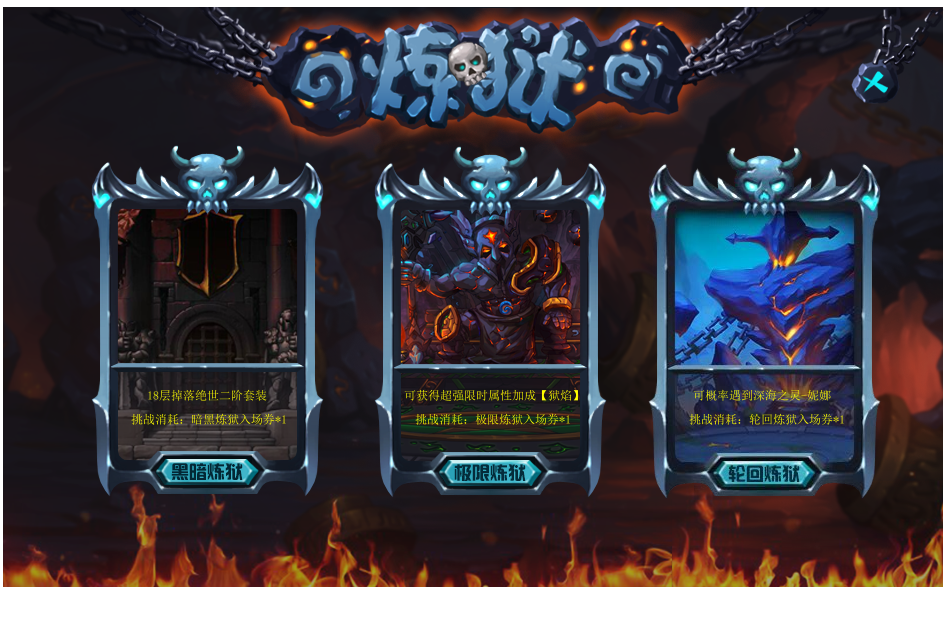 炼狱
18层掉落绝世二阶套装
挑战消耗：暗黑炼狱入场券*1
黑暗炼狱
可获得超强限时属性加成【狱焰】
挑战消耗：极限炼狱入场券*1
极限炼狱
可概率遇到深海之灵-妮娜
挑战消耗：轮回炼狱入场券*1
轮回炼狱